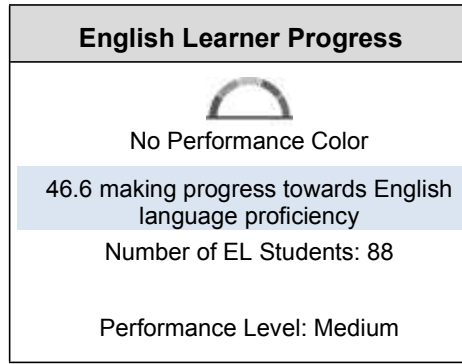 English Learner Progress
No Performance Color
46.6 making progress towards English
language proficiency
Number of EL Students: 88
Performance Level: Medium